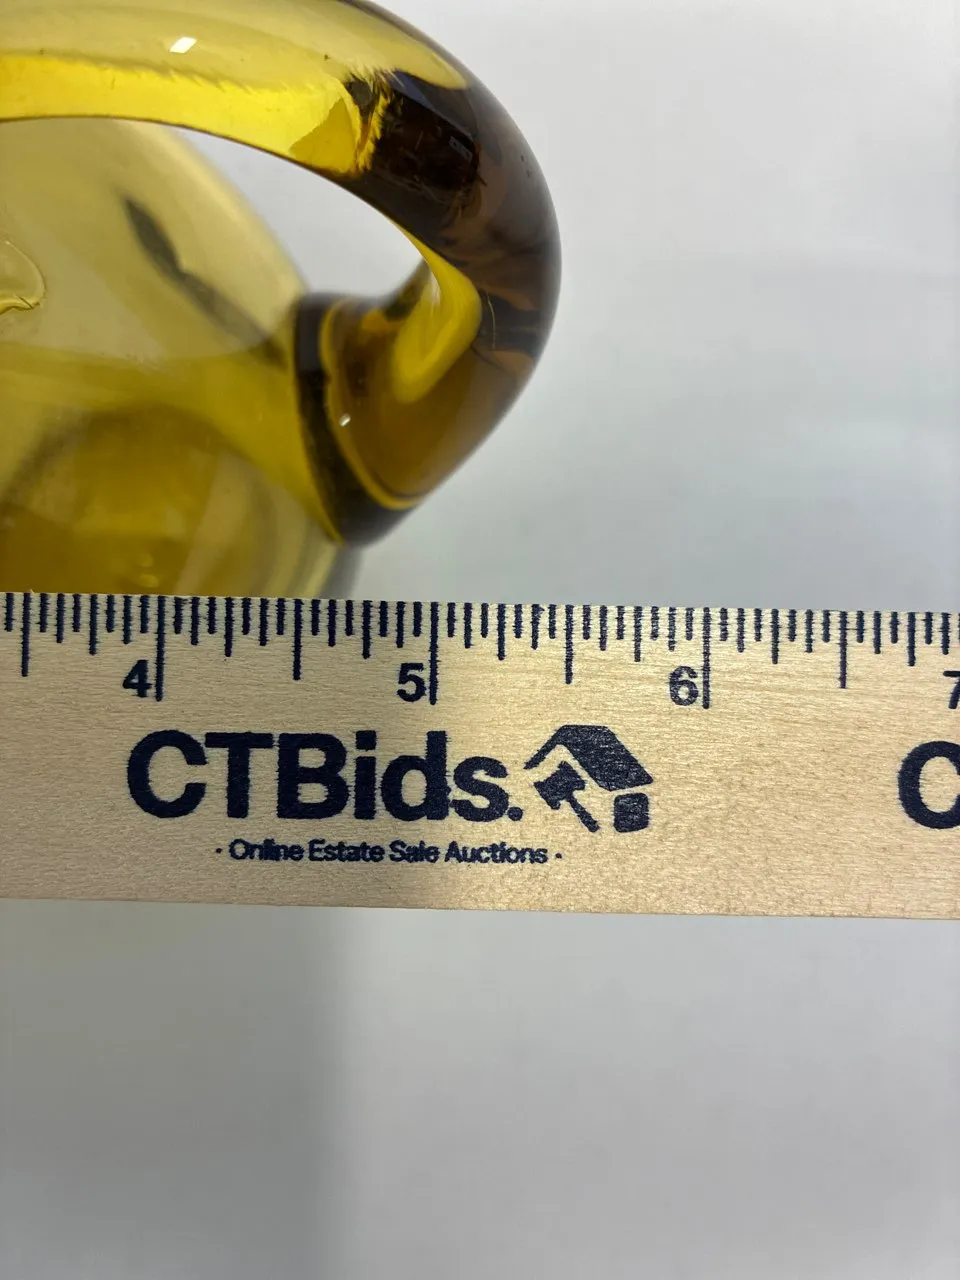 4 5 6 7
CTBids. C
· Online Estate Sale Auctions ·